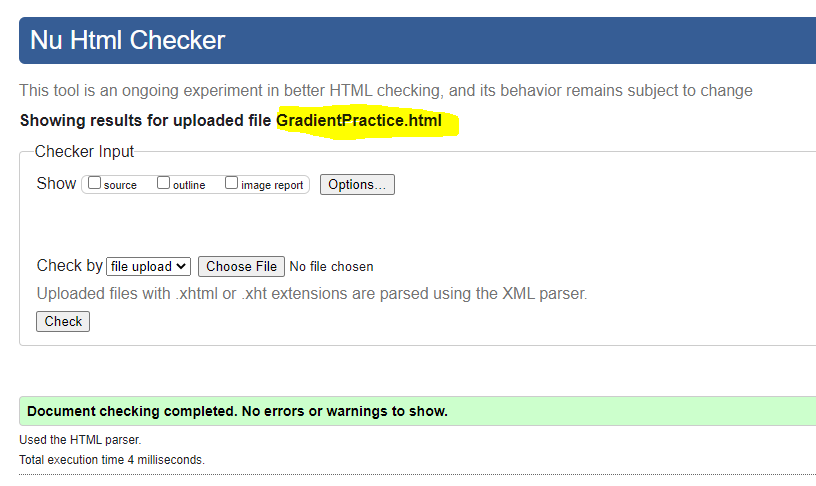 Nu Html Checker
This tool is an ongoing experiment in better HTML checking, and its behavior remains subject to change
Showing results for uploaded file GradientPractice.html
Checker Input
Show source outline image report Options...
Check by file upload Choose File No file chosen
Uploaded files with .xhtml or .xht extensions are parsed using the XML parser.
Check
Document checking completed. No errors or warnings to show.
Used the HTML parser.
Total execution time 4 milliseconds.